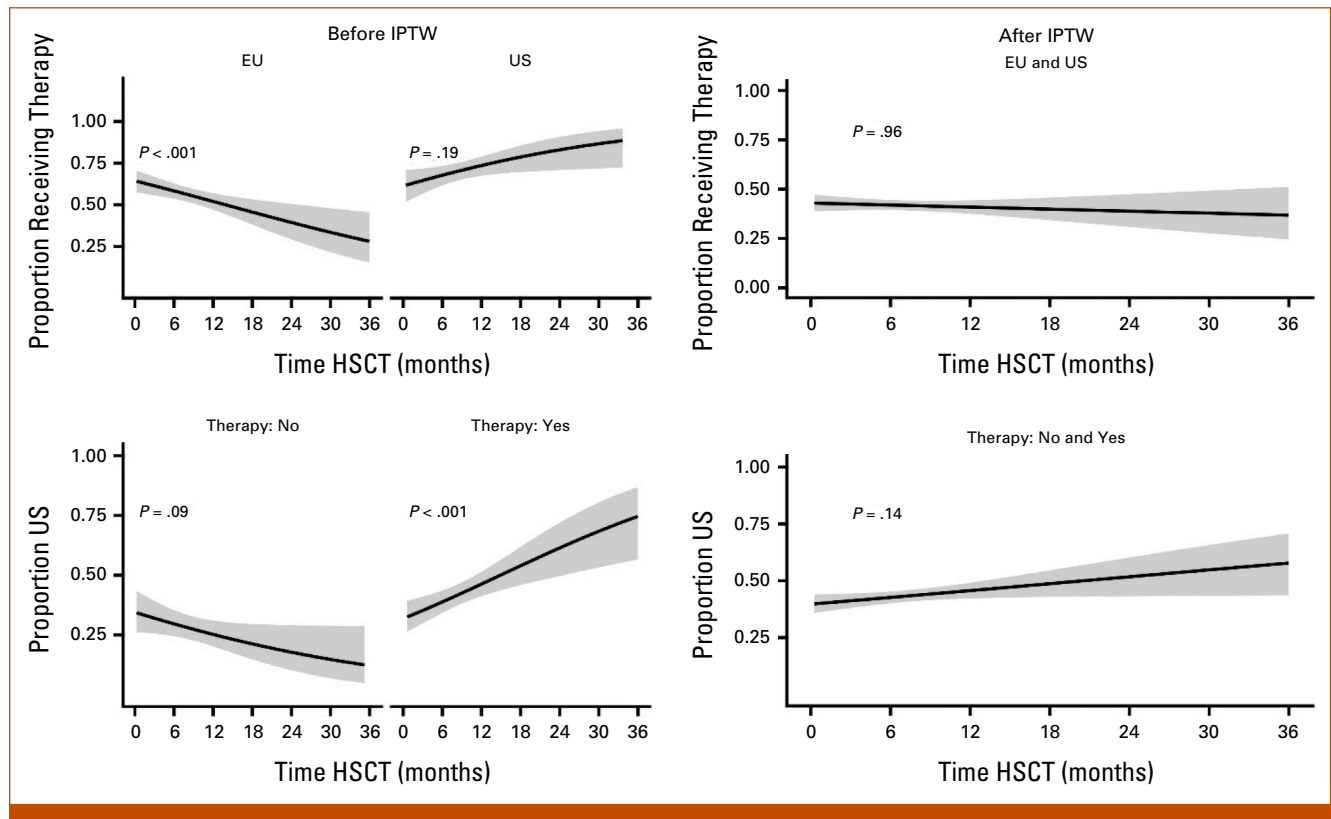 Before IPTW
EU
US
Proportion Receiving Therapy
1.00
0.75
0.50
0.25
P < .001
P = .19
0 6 12 18 24 30 36
0 6 12 18 24 30 36
Time HSCT (months)
After IPTW
EU and US
Proportion Receiving Therapy
1.00
0.75
0.50
0.25
0.00
P = .96
0 6 12 18 24 30 36
Time HSCT (months)
Therapy: No
Therapy: Yes
Proportion US
1.00
0.75
0.50
0.25
P = .09
P < .001
0 6 12 18 24 30 36
0 6 12 18 24 30 36
Time HSCT (months)
Therapy: No and Yes
Proportion US
1.00
0.75
0.50
0.25
P = .14
0 6 12 18 24 30 36
Time HSCT (months)